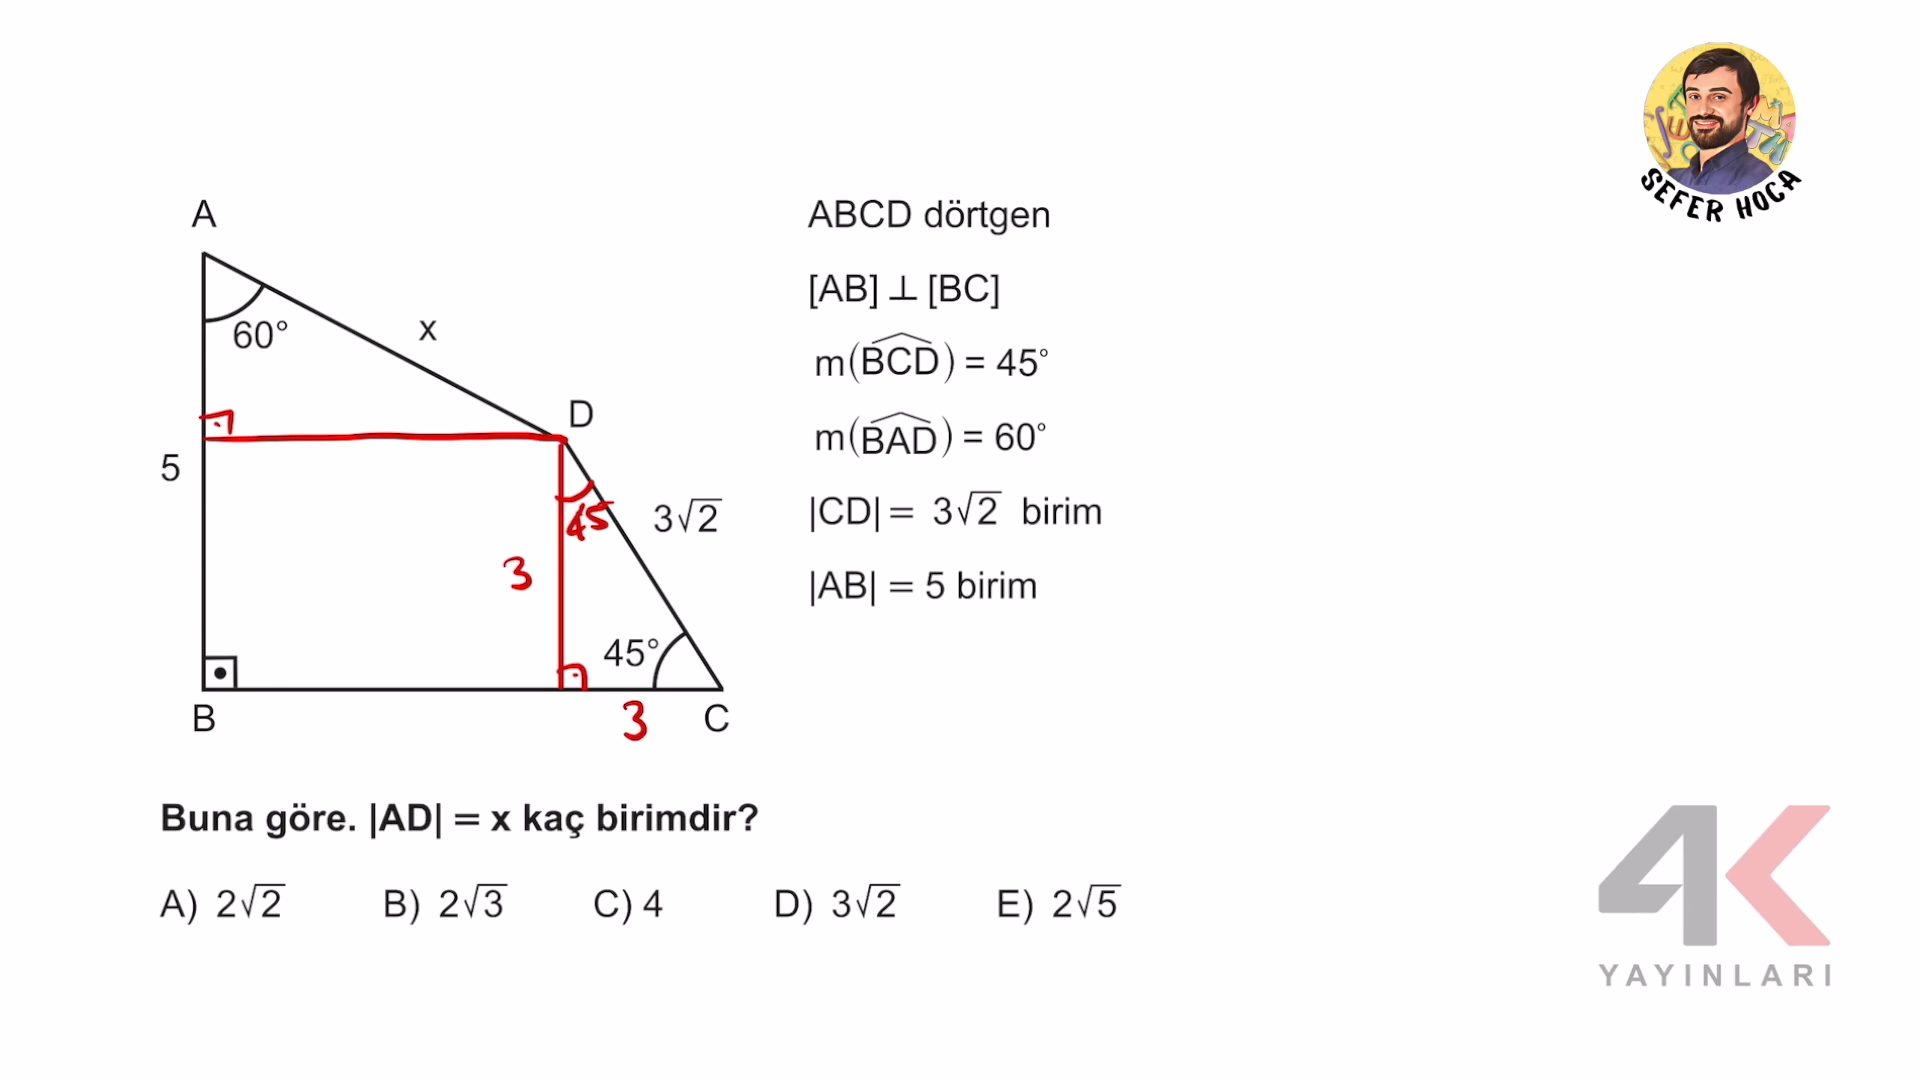 SEFER HOCA
A
60°
x
D
5
45
3√2
3
45°
B
3
C
ABCD dörtgen
[AB] ⊥ [BC]
m(BCD) = 45°
m(BAD) = 60°
|CD| = 3√2 birim
|AB| = 5 birim
Buna göre. |AD| = x kaç birimdir?
A) 2√2 B) 2√3 C) 4 D) 3√2 E) 2√5
4K
YAYINLARI